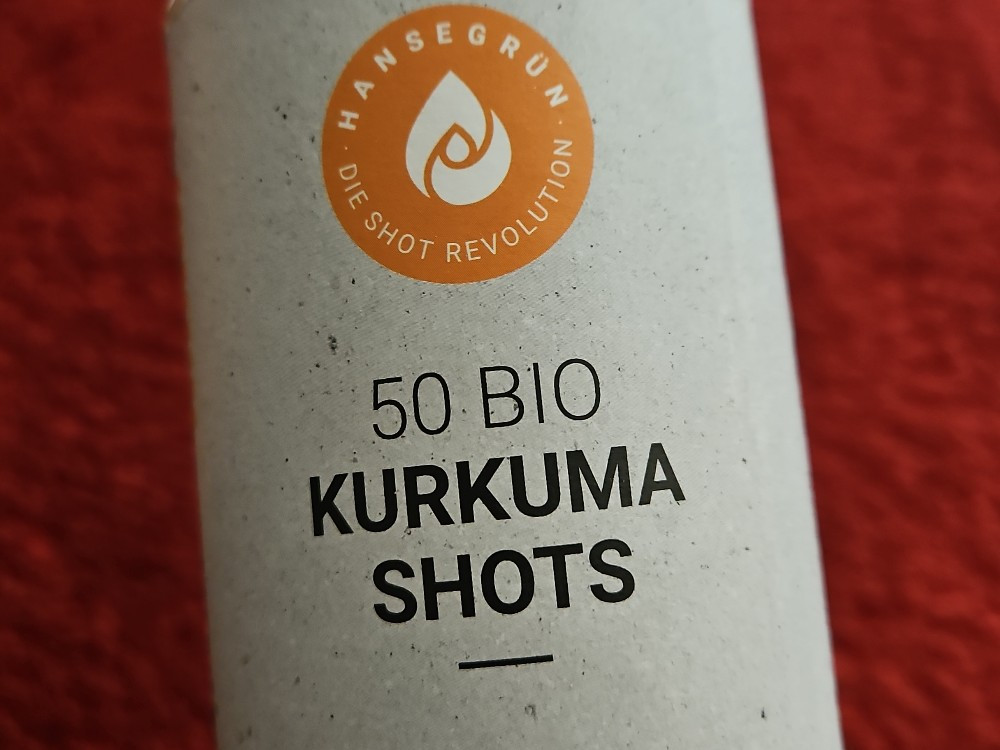 HANSEGRÜN
· DIE SHOT REVOLUTION ·
50 BIO
KURKUMA
SHOTS